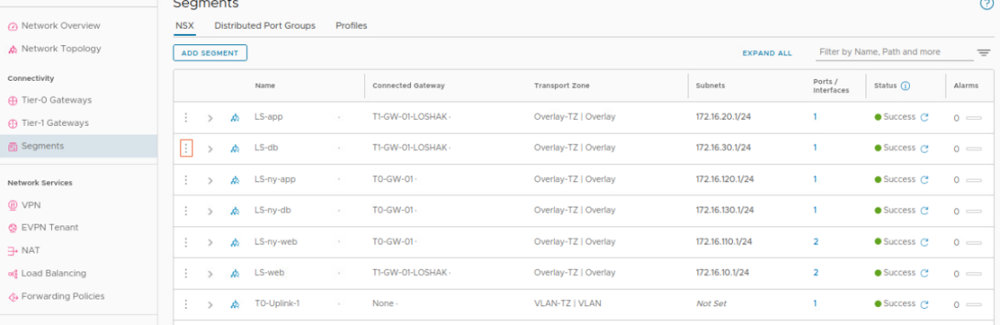 Segments
NSX Distributed Port Groups Profiles
ADD SEGMENT EXPAND ALL Filter by Name, Path and more
Name Connected Gateway Transport Zone Subnets Ports / Interfaces Status Alarms
LS-app T1-GW-01-LOSHAK Overlay-TZ | Overlay 172.16.20.1/24 1 Success 0
LS-db T1-GW-01-LOSHAK Overlay-TZ | Overlay 172.16.30.1/24 1 Success 0
LS-ny-app T0-GW-01 Overlay-TZ | Overlay 172.16.120.1/24 1 Success 0
LS-ny-db T0-GW-01 Overlay-TZ | Overlay 172.16.130.1/24 1 Success 0
LS-ny-web T0-GW-01 Overlay-TZ | Overlay 172.16.110.1/24 2 Success 0
LS-web T1-GW-01-LOSHAK Overlay-TZ | Overlay 172.16.10.1/24 2 Success 0
T0-Uplink-1 None VLAN-TZ | VLAN Not Set 1 Success 0
Network Overview
Network Topology
Connectivity
Tier-0 Gateways
Tier-1 Gateways
Segments
Network Services
VPN
EVPN Tenant
NAT
Load Balancing
Forwarding Policies